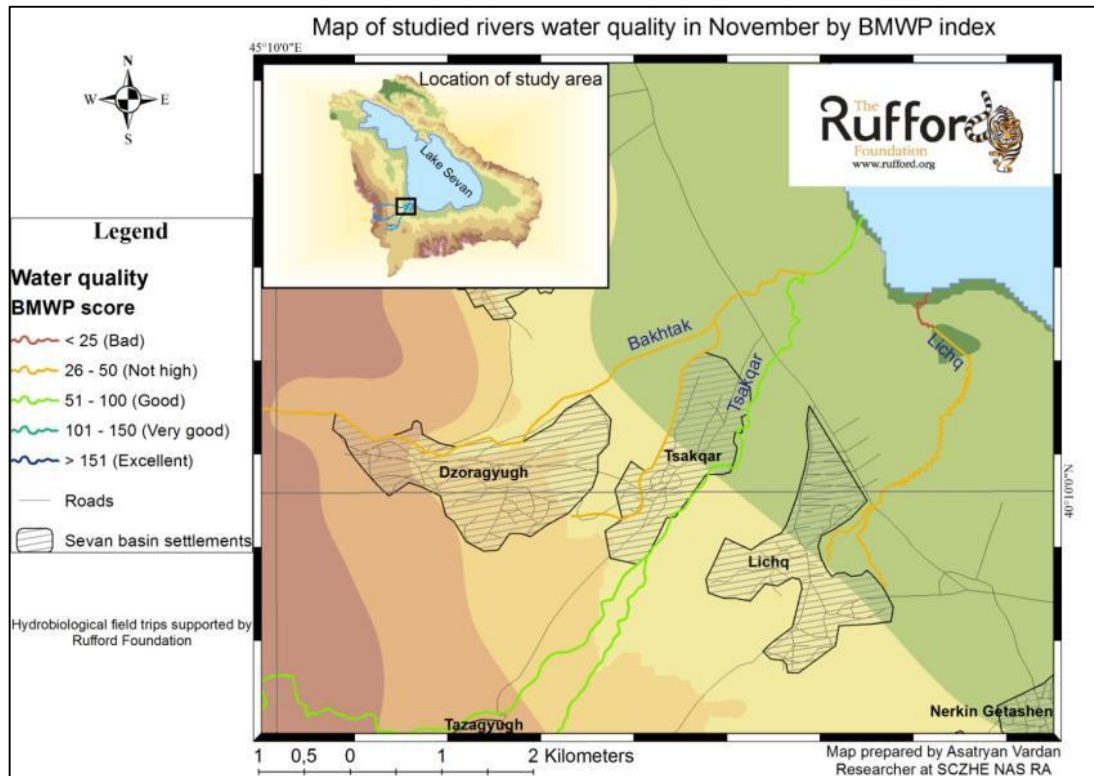 Map of studied rivers water quality in November by BMWP index
45°10'0"E
N
W
E
S
Location of study area
Lake Sevan
The
Rufford
Foundation
www.rufford.org
Legend
Water quality
BMWP score
< 25 (Bad)
26 - 50 (Not high)
51 - 100 (Good)
101 - 150 (Very good)
> 151 (Excellent)
Roads
Sevan basin settlements
Hydrobiological field trips supported by
Rufford Foundation
Bakhtak
Tsakqar
Lichq
Dzoragyugh
Tsakqar
Lichq
40°10'0"N
Tazagyugh
Nerkin Getashen
1 0,5 0 1 2 Kilometers
Map prepared by Asatryan Vardan
Researcher at SCZHE NAS RA